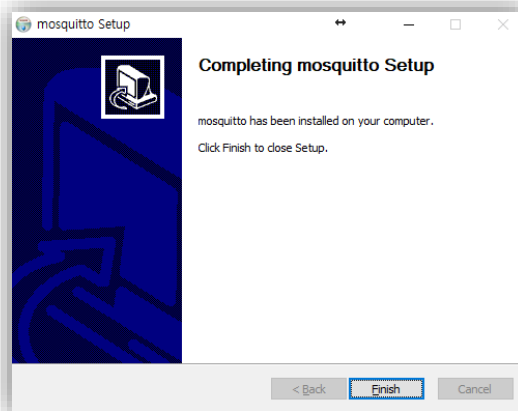 mosquitto Setup
Completing mosquitto Setup
mosquitto has been installed on your computer.
Click Finish to close Setup.
< Back
Finish
Cancel